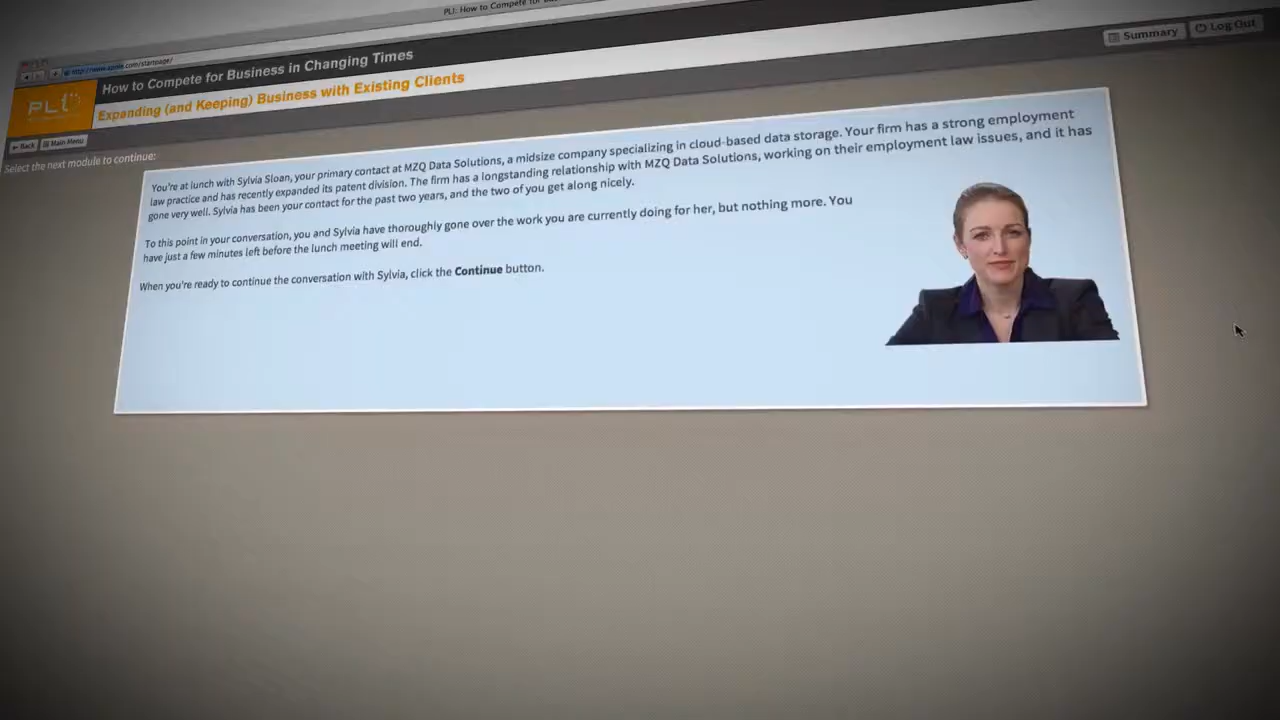 PLI: How to Compete for
http://www.apple.com/startpage/
How to Compete for Business in Changing Times
Summary
Log Out
PLI
Expanding (and Keeping) Business with Existing Clients
Back
Main Menu
Select the next module to continue:
You're at lunch with Sylvia Sloan, your primary contact at MZQ Data Solutions, a midsize company specializing in cloud-based data storage. Your firm has a strong employment
law practice and has recently expanded its patent division. The firm has a longstanding relationship with MZQ Data Solutions, working on their employment law issues, and it has
gone very well. Sylvia has been your contact for the past two years, and the two of you get along nicely.
To this point in your conversation, you and Sylvia have thoroughly gone over the work you are currently doing for her, but nothing more. You
have just a few minutes left before the lunch meeting will end.
When you're ready to continue the conversation with Sylvia, click the Continue button.